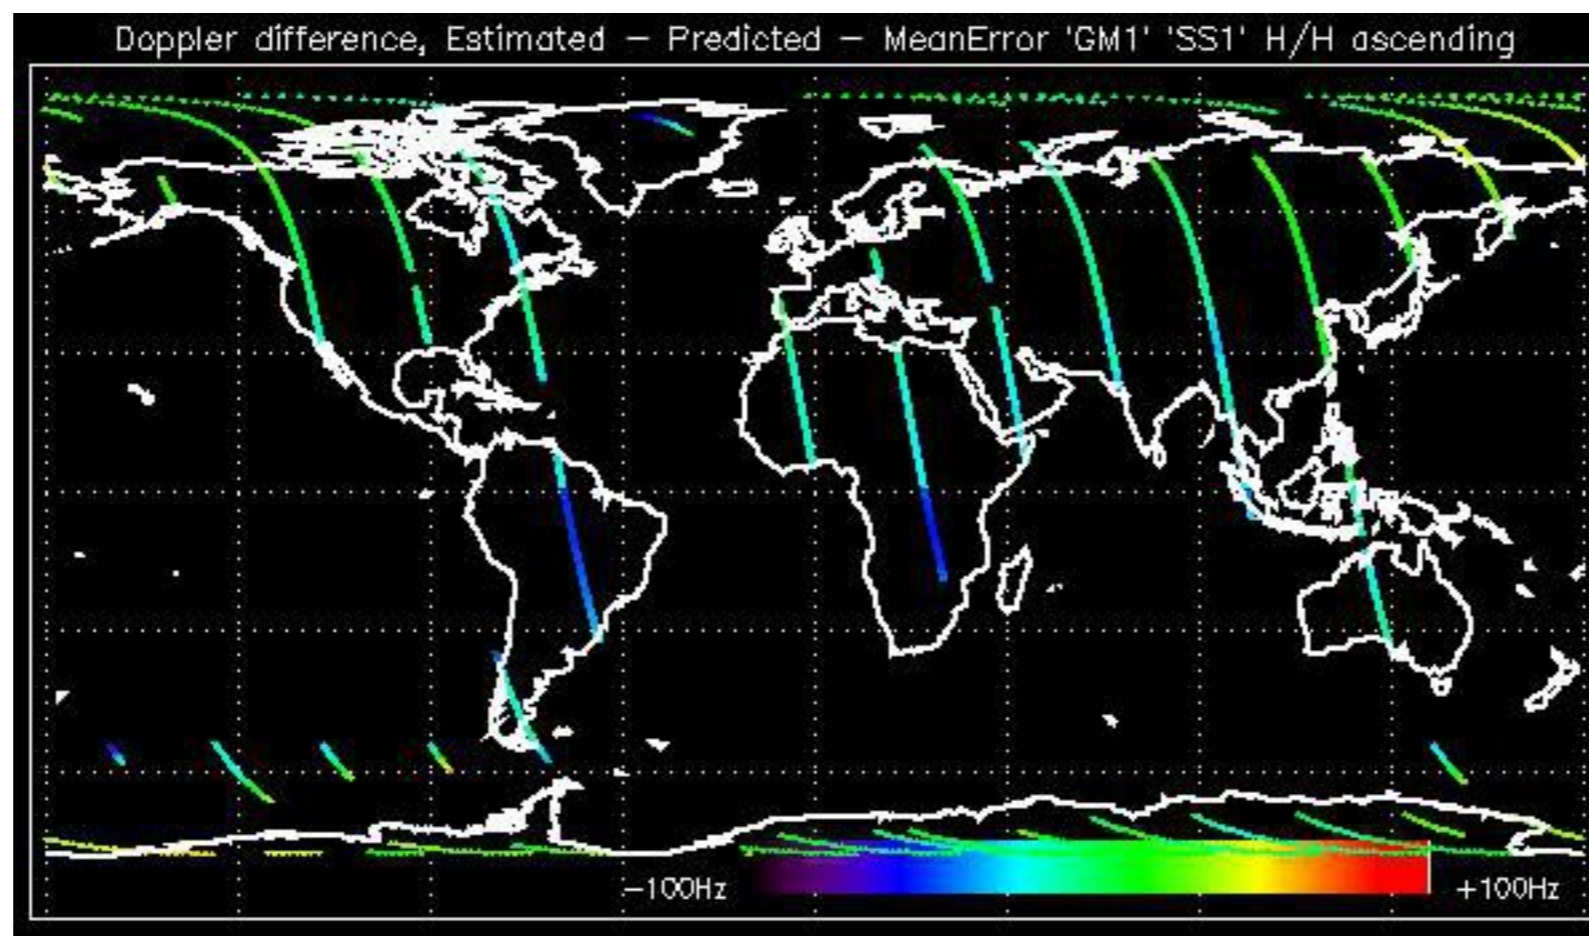 Doppler difference, Estimated – Predicted – MeanError 'GM1' 'SS1' H/H ascending
–100Hz
+100Hz